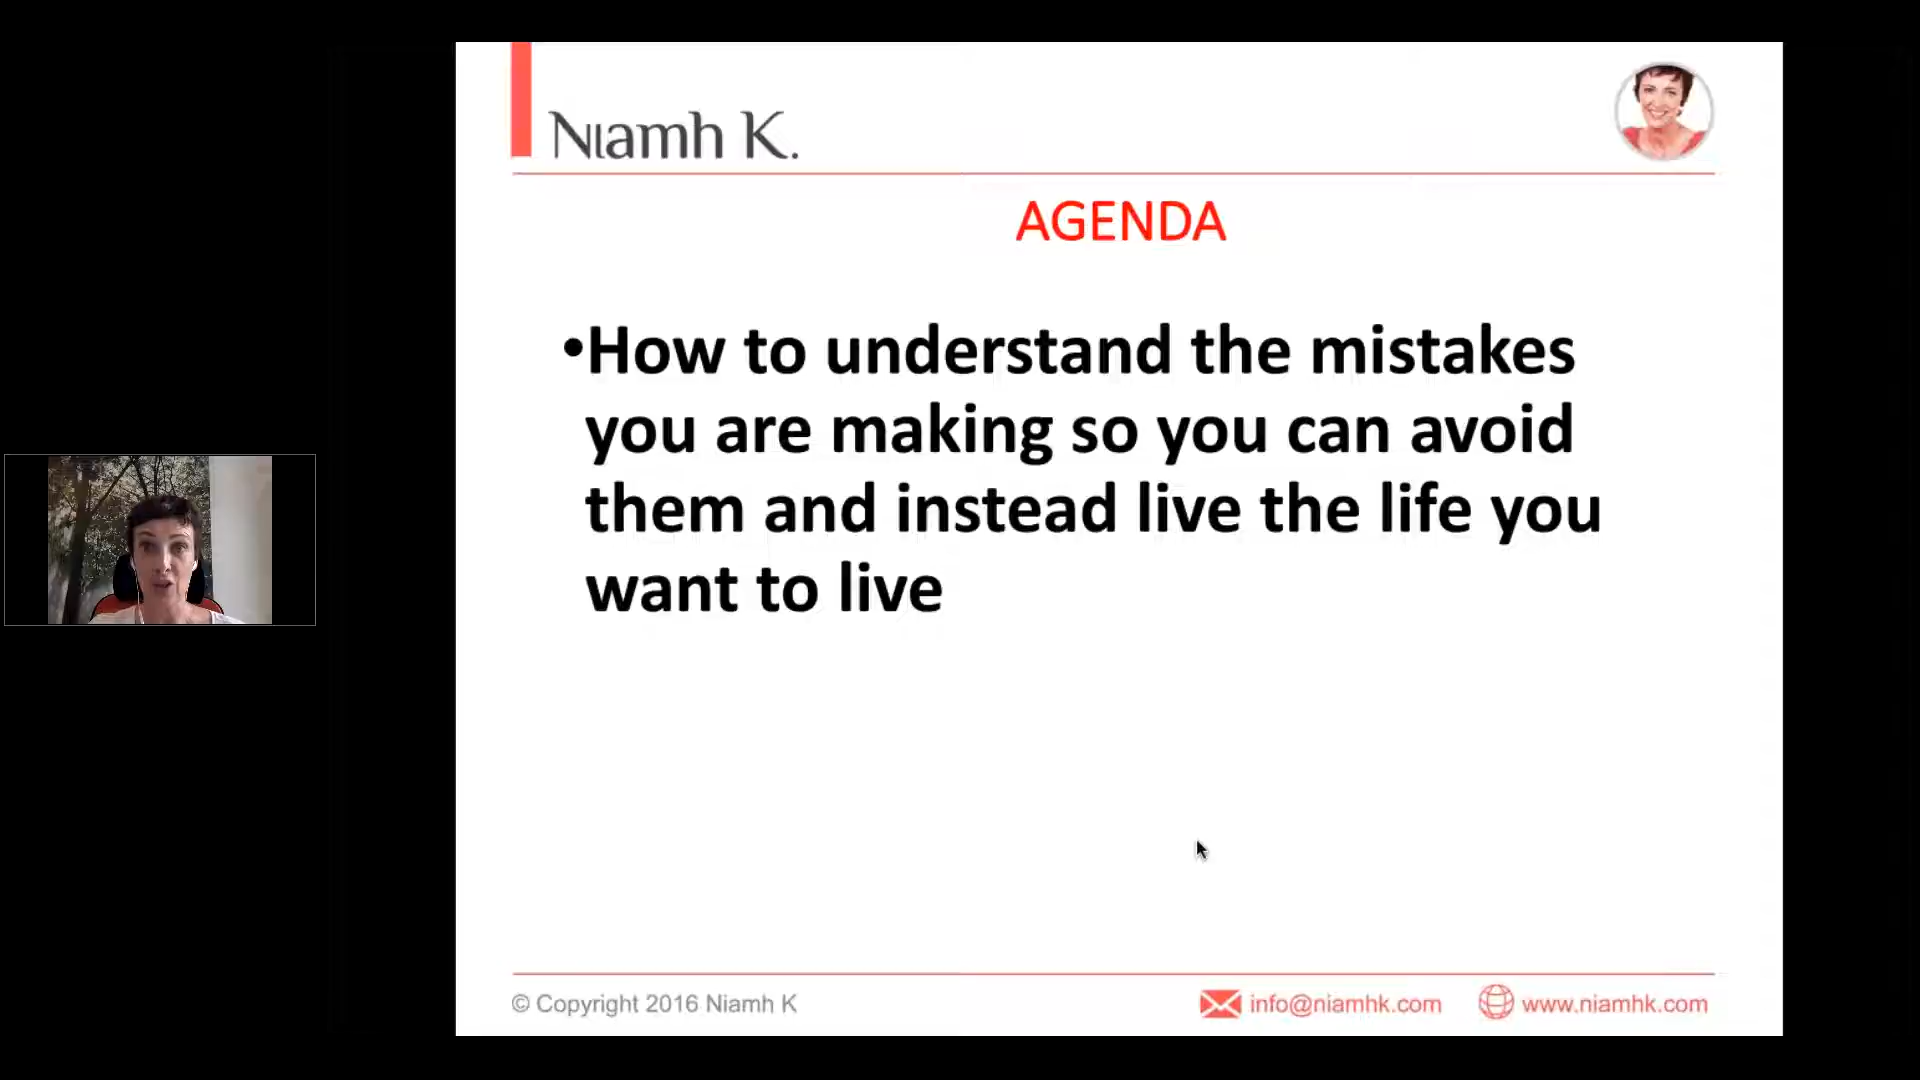 Niamh K.
AGENDA
•How to understand the mistakes
you are making so you can avoid
them and instead live the life you
want to live
© Copyright 2016 Niamh K
info@niamhk.com
www.niamhk.com